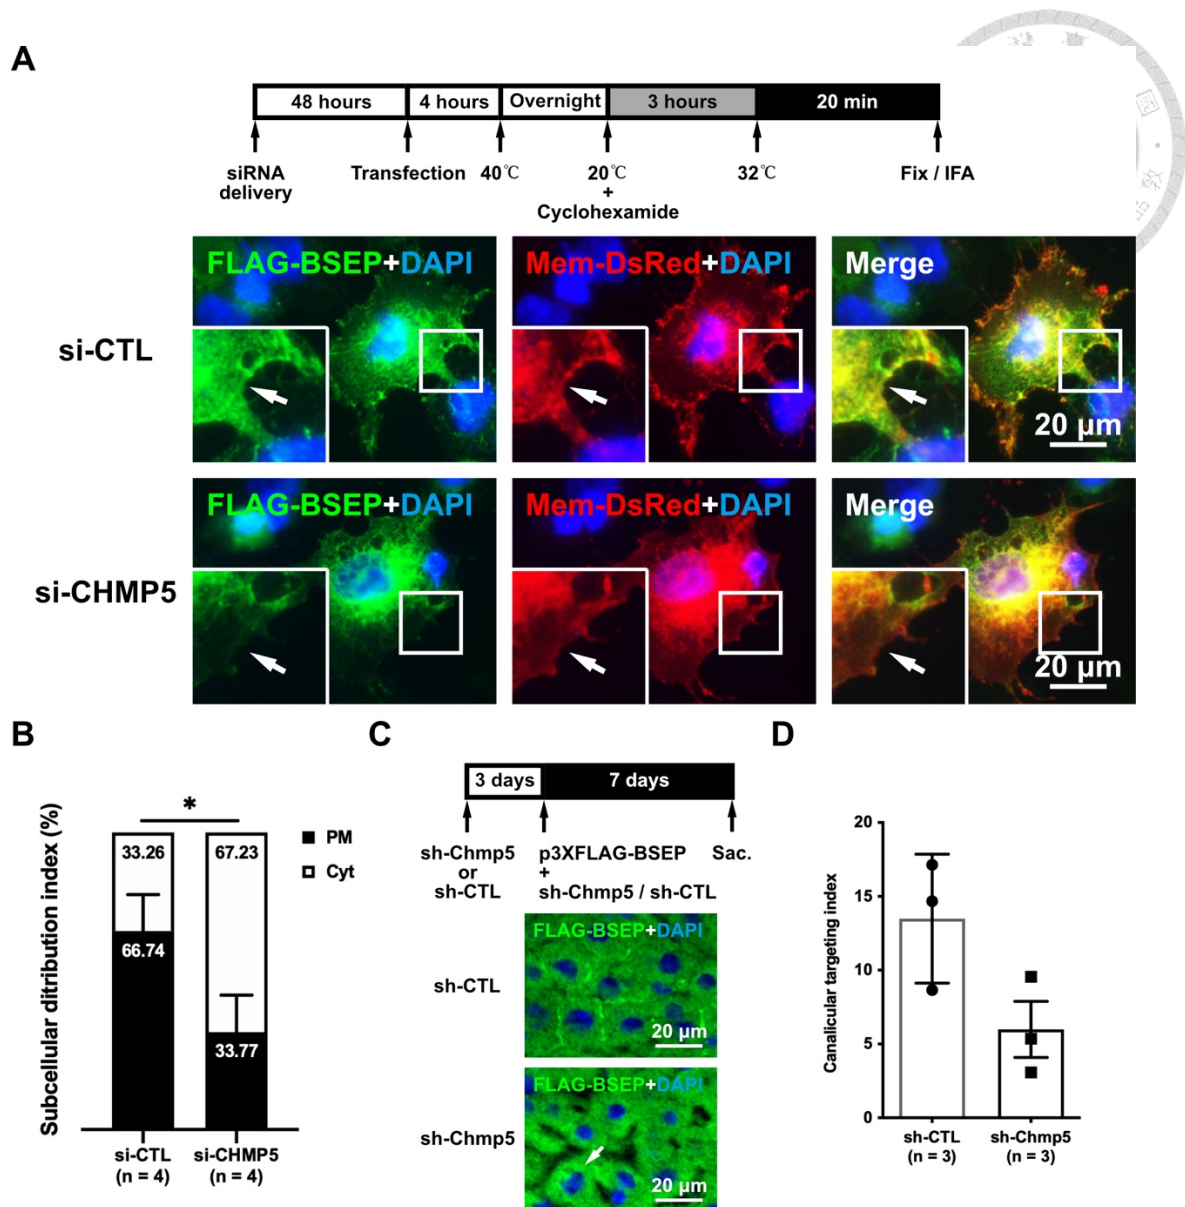 A
48 hours
4 hours
Overnight
3 hours
20 min
siRNA
delivery
Transfection
40℃
20℃
+
Cyclohexamide
32℃
Fix / IFA
FLAG-BSEP+DAPI
Mem-DsRed+DAPI
Merge
si-CTL
20 µm
FLAG-BSEP+DAPI
Mem-DsRed+DAPI
Merge
si-CHMP5
20 µm
B
Subcellular ditribution index (%)
*
33.26
67.23
66.74
33.77
PM
Cyt
si-CTL
(n = 4)
si-CHMP5
(n = 4)
C
3 days
7 days
sh-Chmp5
or
sh-CTL
p3XFLAG-BSEP
+
sh-Chmp5 / sh-CTL
Sac.
FLAG-BSEP+DAPI
sh-CTL
20 µm
FLAG-BSEP+DAPI
sh-Chmp5
20 µm
D
Canalicular targeting index
20
15
10
5
0
sh-CTL
(n = 3)
sh-Chmp5
(n = 3)